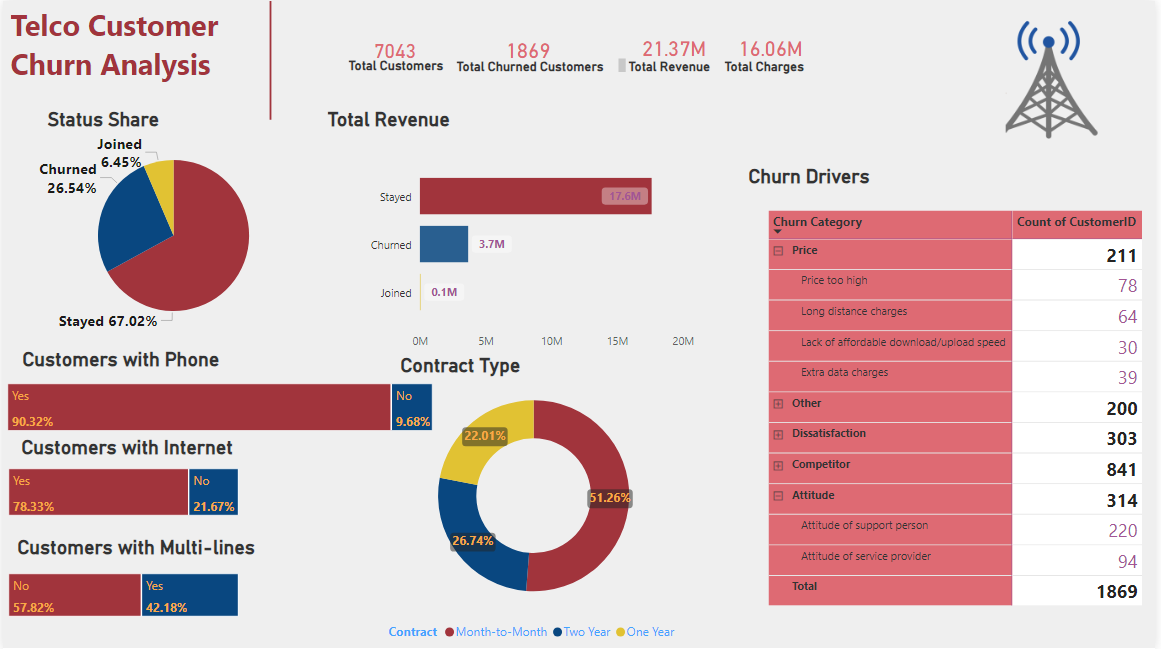 Telco Customer
Churn Analysis
7043
Total Customers
1869
Total Churned Customers
21.37M
Total Revenue
16.06M
Total Charges
Status Share
Joined
6.45%
Churned
26.54%
Stayed 67.02%
Total Revenue
Stayed
17.6M
Churned
3.7M
Joined
0.1M
0M 5M 10M 15M 20M
Customers with Phone
Yes
90.32%
No
9.68%
Customers with Internet
Yes
78.33%
No
21.67%
Customers with Multi-lines
No
57.82%
Yes
42.18%
Contract Type
22.01%
51.26%
26.74%
Contract Month-to-Month Two Year One Year
Churn Drivers
Churn Category Count of CustomerID
Price 211
Price too high 78
Long distance charges 64
Lack of affordable download/upload speed 30
Extra data charges 39
Other 200
Dissatisfaction 303
Competitor 841
Attitude 314
Attitude of support person 220
Attitude of service provider 94
Total 1869